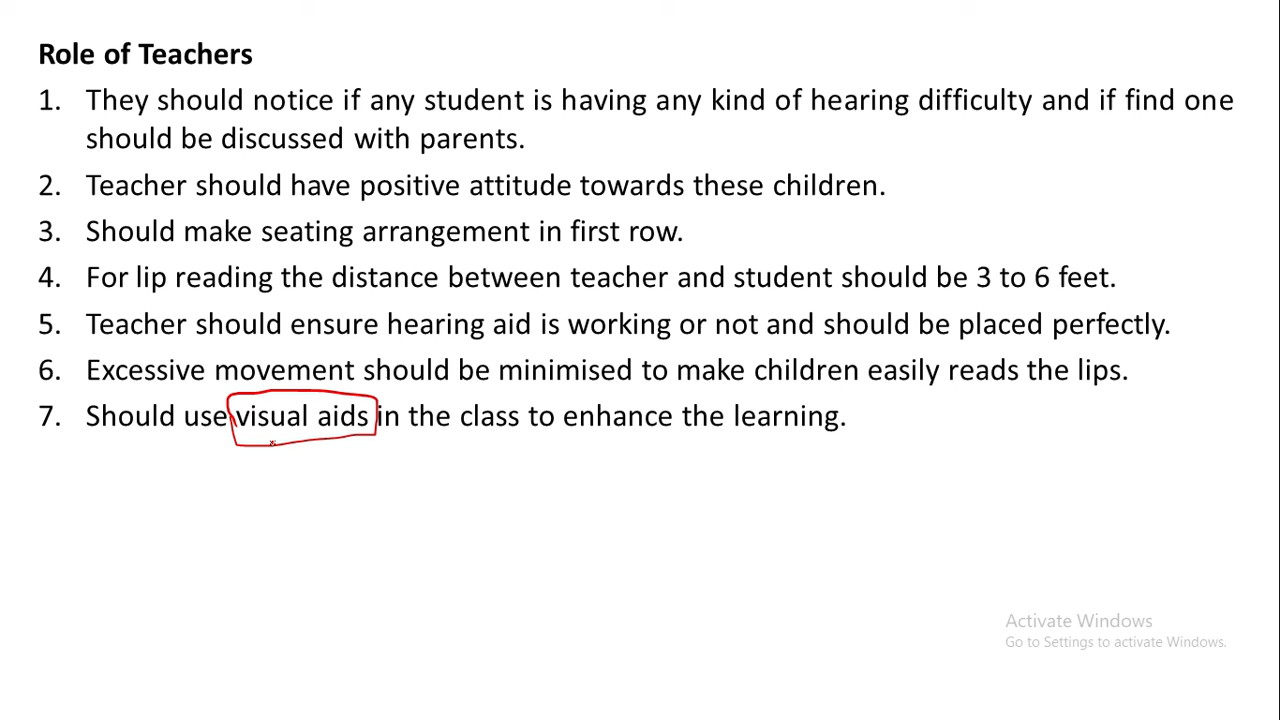 Role of Teachers
1. They should notice if any student is having any kind of hearing difficulty and if find one
should be discussed with parents.
2. Teacher should have positive attitude towards these children.
3. Should make seating arrangement in first row.
4. For lip reading the distance between teacher and student should be 3 to 6 feet.
5. Teacher should ensure hearing aid is working or not and should be placed perfectly.
6. Excessive movement should be minimised to make children easily reads the lips.
7. Should use visual aids in the class to enhance the learning.
Activate Windows
Go to Settings to activate Windows.